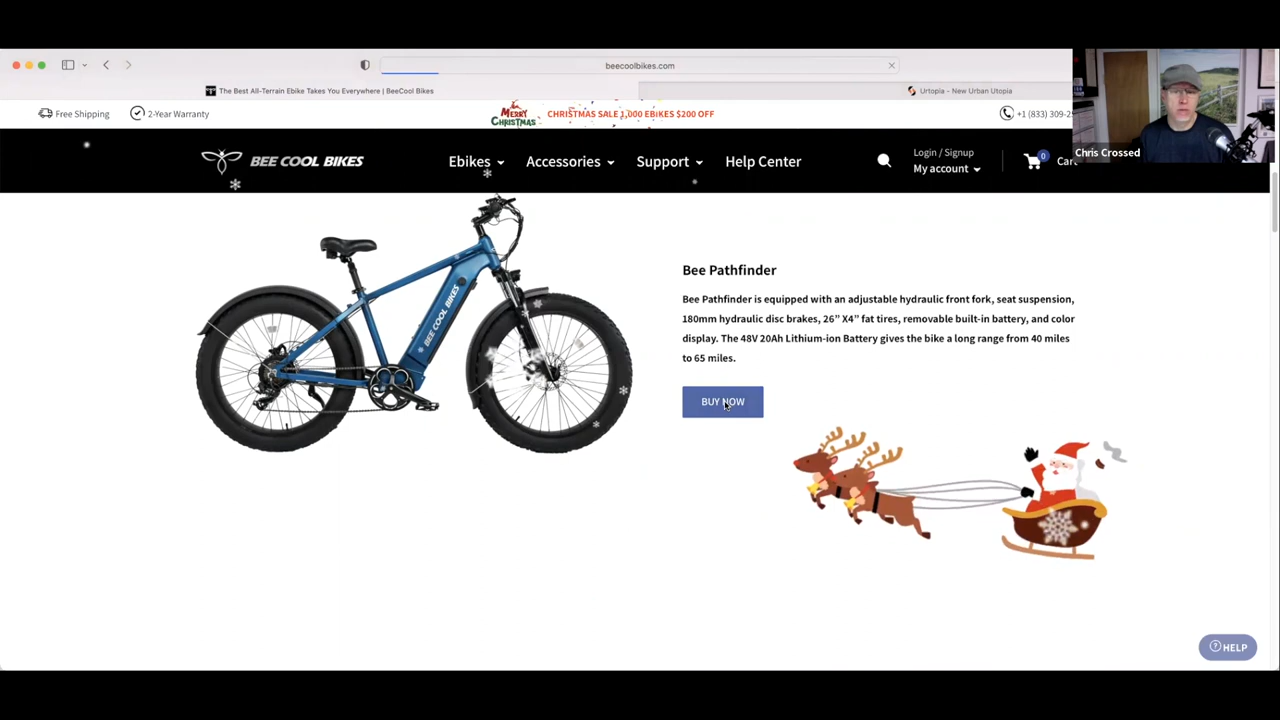 beecoolbikes.com
The Best All-Terrain Ebike Takes You Everywhere | BeeCool Bikes
Urtopia - New Urban Utopia
Free Shipping
2-Year Warranty
MERRY
CHRISTMAS
CHRISTMAS SALE 1,000 EBIKES $200 OFF
+1 (833) 309-2
Chris Crossed
BEE COOL BIKES
Ebikes
Accessories
Support
Help Center
Login / Signup
My account
0
Cart
BEE COOL BIKES
Bee Pathfinder
Bee Pathfinder is equipped with an adjustable hydraulic front fork, seat suspension,
180mm hydraulic disc brakes, 26” X4” fat tires, removable built-in battery, and color
display. The 48V 20Ah Lithium-ion Battery gives the bike a long range from 40 miles
to 65 miles.
BUY NOW
HELP